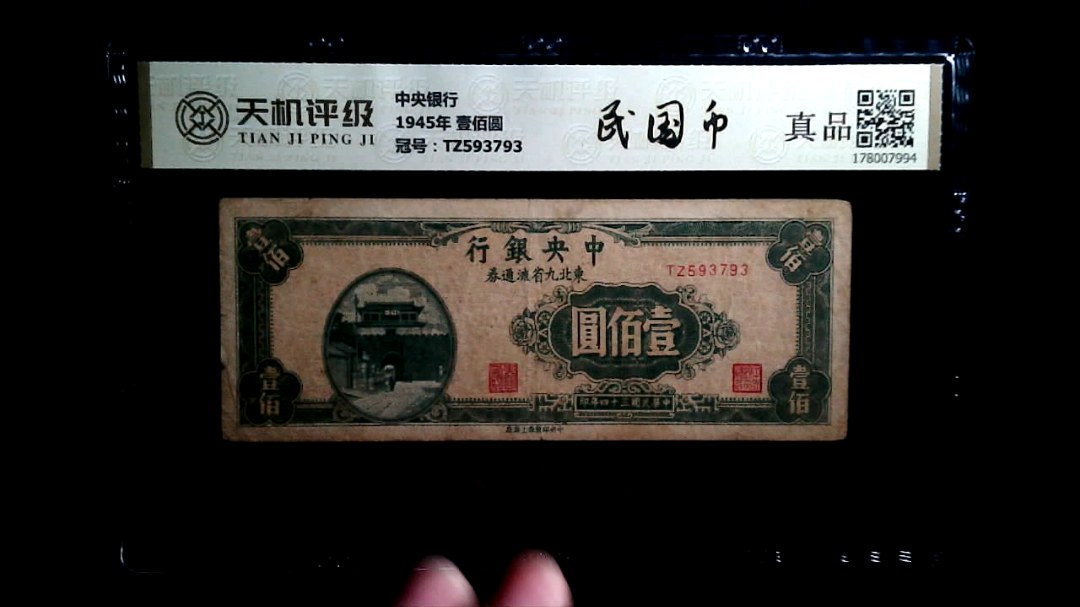 天机评级
TIAN JI PING JI
中央银行
1945年 壹佰圆
冠号：TZ593793
民国币
真品
178007994
壹佰
壹佰
行銀央中
券通流省九北東
TZ593793
圓佰壹
壹佰
壹佰
印年四十三國民華中